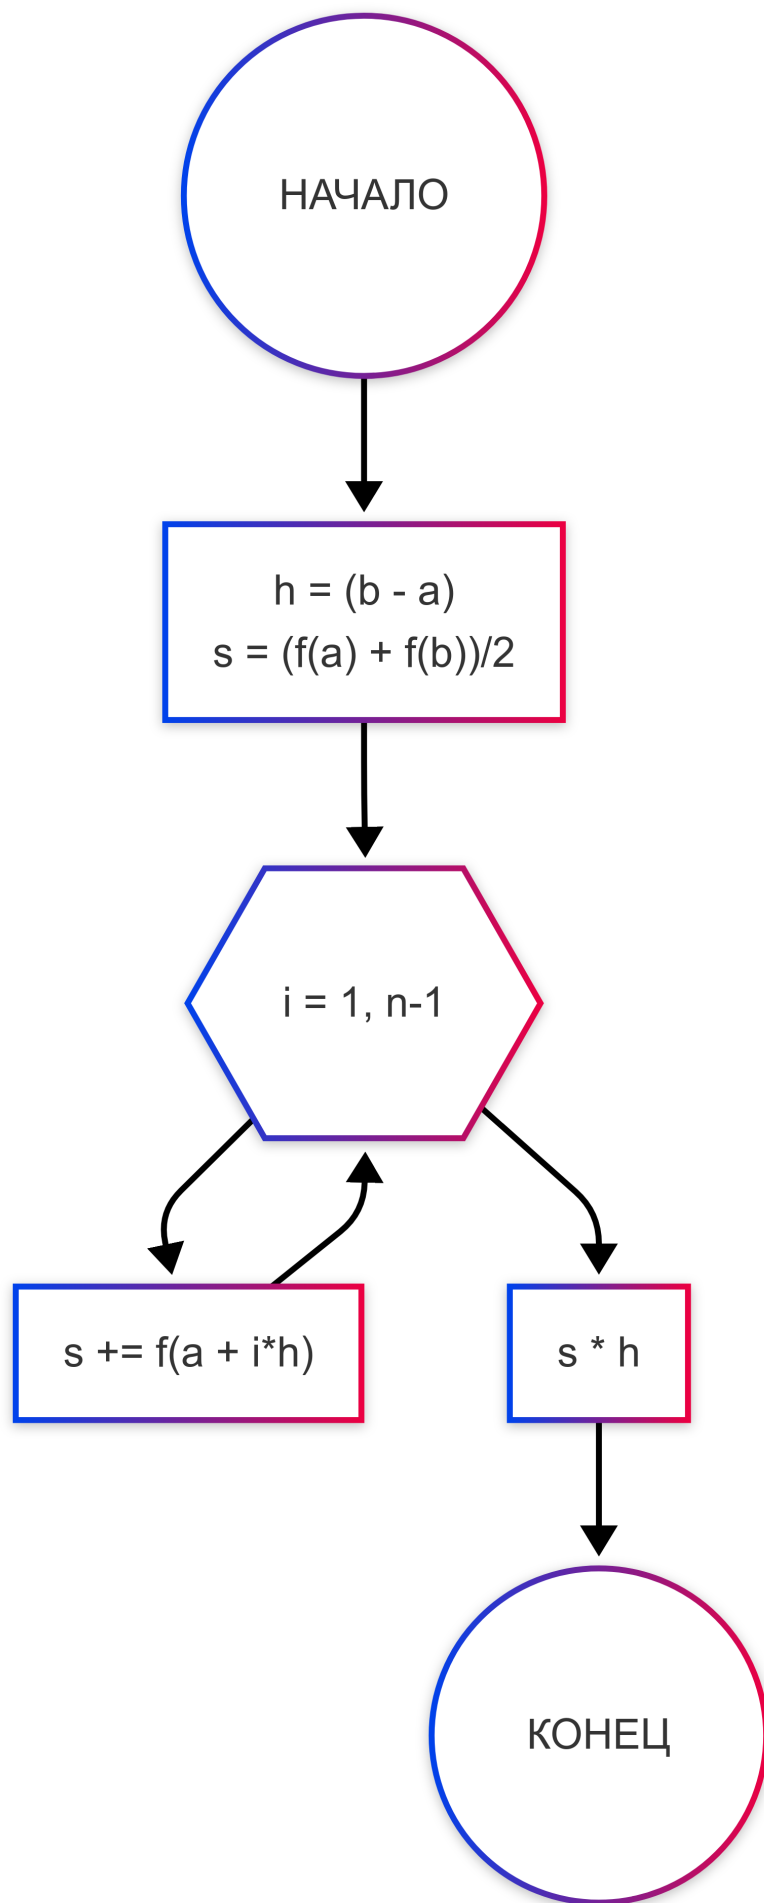 НАЧАЛО
h = (b - a)
s = (f(a) + f(b))/2
i = 1, n-1
s += f(a + i*h)
s * h
КОНЕЦ